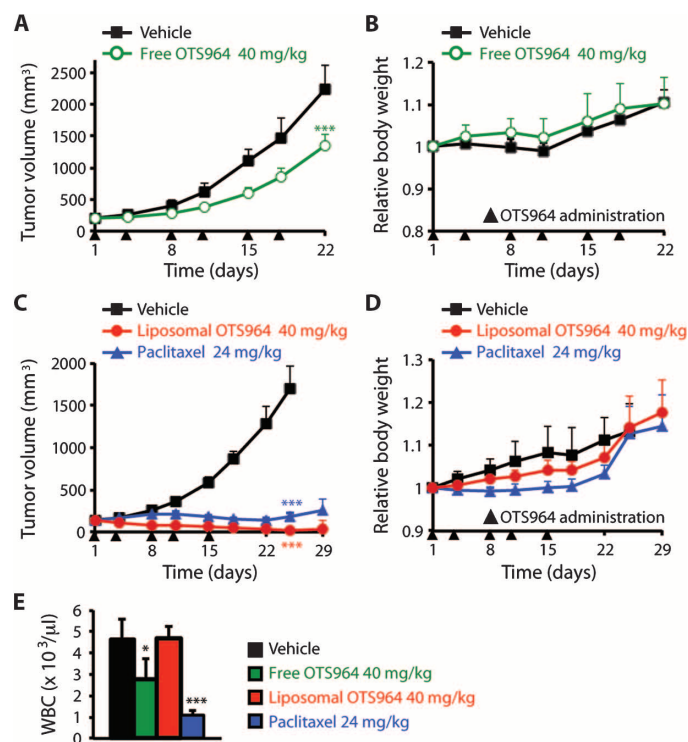 A
Vehicle
Free OTS964 40 mg/kg
Tumor volume (mm3)
2500
2000
1500
1000
500
0
***
1 8 15 22
Time (days)
B
Vehicle
Free OTS964 40 mg/kg
Relative body weight
1.2
1.1
1
0.9
0.8
▲OTS964 administration
1 8 15 22
Time (days)
C
Vehicle
Liposomal OTS964 40 mg/kg
Paclitaxel 24 mg/kg
Tumor volume (mm3)
2000
1500
1000
500
0
***
***
1 8 15 22 29
Time (days)
D
Vehicle
Liposomal OTS964 40 mg/kg
Paclitaxel 24 mg/kg
Relative body weight
1.3
1.2
1.1
1
0.9
▲OTS964 administration
1 8 15 22 29
Time (days)
E
WBC (x 10 3/μl)
6
5
4
3
2
1
0
*
***
Vehicle
Free OTS964 40 mg/kg
Liposomal OTS964 40 mg/kg
Paclitaxel 24 mg/kg